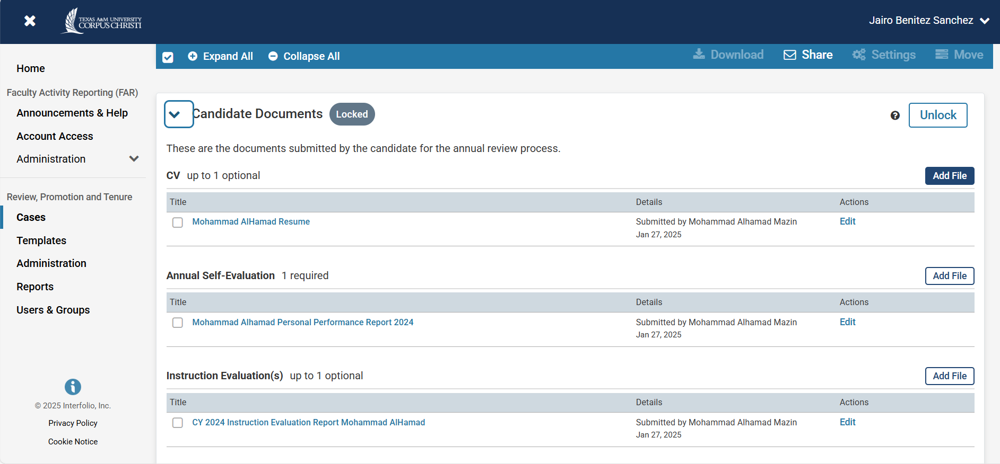 TEXAS A&M UNIVERSITY
CORPUS CHRISTI
Jairo Benitez Sanchez
Home
Faculty Activity Reporting (FAR)
Announcements & Help
Account Access
Administration
Review, Promotion and Tenure
Cases
Templates
Administration
Reports
Users & Groups
© 2025 Interfolio, Inc.
Privacy Policy
Cookie Notice
Expand All Collapse All Download Share Settings Move
Candidate Documents Locked Unlock
These are the documents submitted by the candidate for the annual review process.
CV up to 1 optional Add File
Title Details Actions
Mohammad AlHamad Resume Submitted by Mohammad Alhamad Mazin Edit
Jan 27, 2025
Annual Self-Evaluation 1 required Add File
Title Details Actions
Mohammad Alhamad Personal Performance Report 2024 Submitted by Mohammad Alhamad Mazin Edit
Jan 27, 2025
Instruction Evaluation(s) up to 1 optional Add File
Title Details Actions
CY 2024 Instruction Evaluation Report Mohammad AlHamad Submitted by Mohammad Alhamad Mazin Edit
Jan 27, 2025